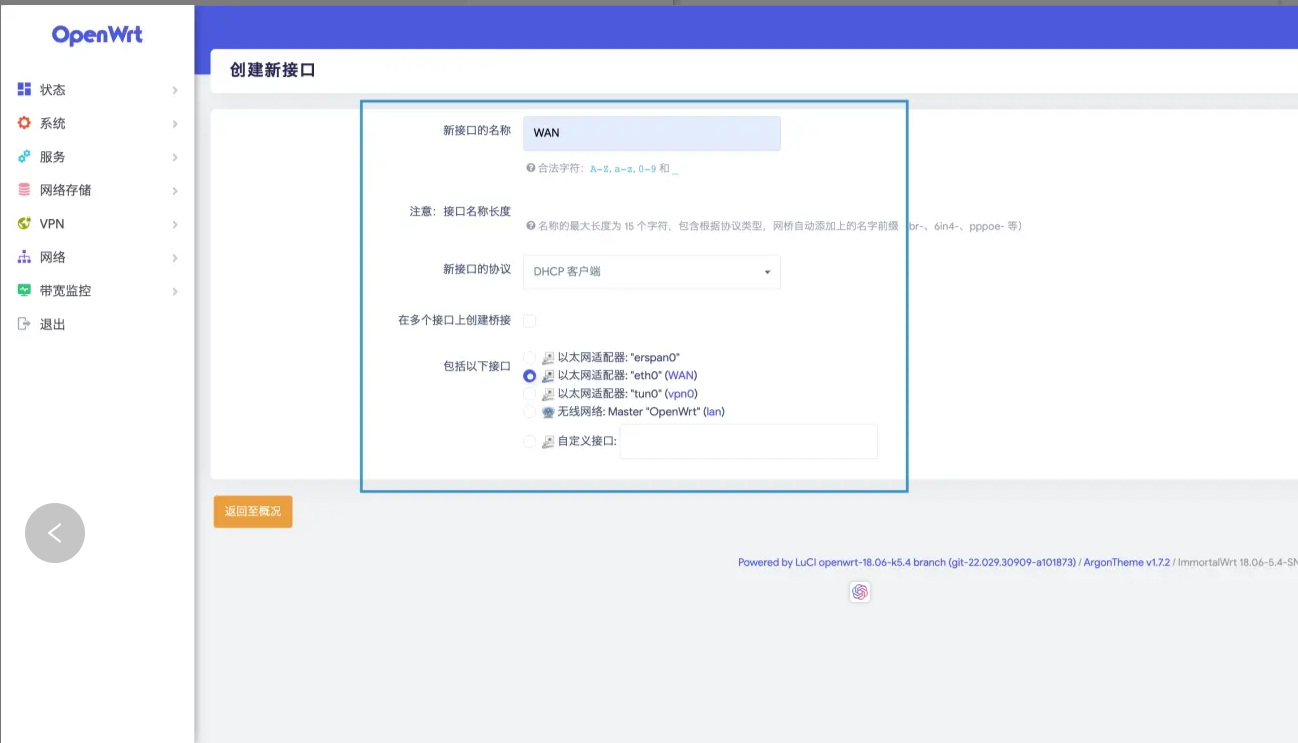 OpenWrt
状态
系统
服务
网络存储
VPN
网络
带宽监控
退出
创建新接口
新接口的名称
WAN
合法字符: A-Z, a-z, 0-9 和 _
注意：接口名称长度
名称的最大长度为 15 个字符，包含根据协议类型，网桥自动添加上的名字前缀 br-、6in4-、pppoe- 等）
新接口的协议
DHCP 客户端
在多个接口上创建桥接
包括以下接口
以太网适配器: "erspan0"
以太网适配器: "eth0" (WAN)
以太网适配器: "tun0" (vpn0)
无线网络: Master "OpenWrt" (lan)
自定义接口:
返回至概况
Powered by LuCI openwrt-18.06-k5.4 branch (git-22.029.30909-a101873) / ArgonTheme v1.7.2 / ImmortalWrt 18.06-5.4-SN